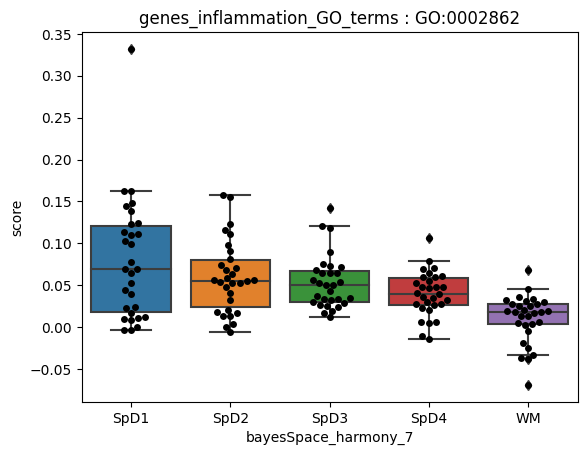 genes_inflammation_GO_terms : GO:0002862
score
0.35
0.30
0.25
0.20
0.15
0.10
0.05
0.00
−0.05
SpD1 SpD2 SpD3 SpD4 WM
bayesSpace_harmony_7